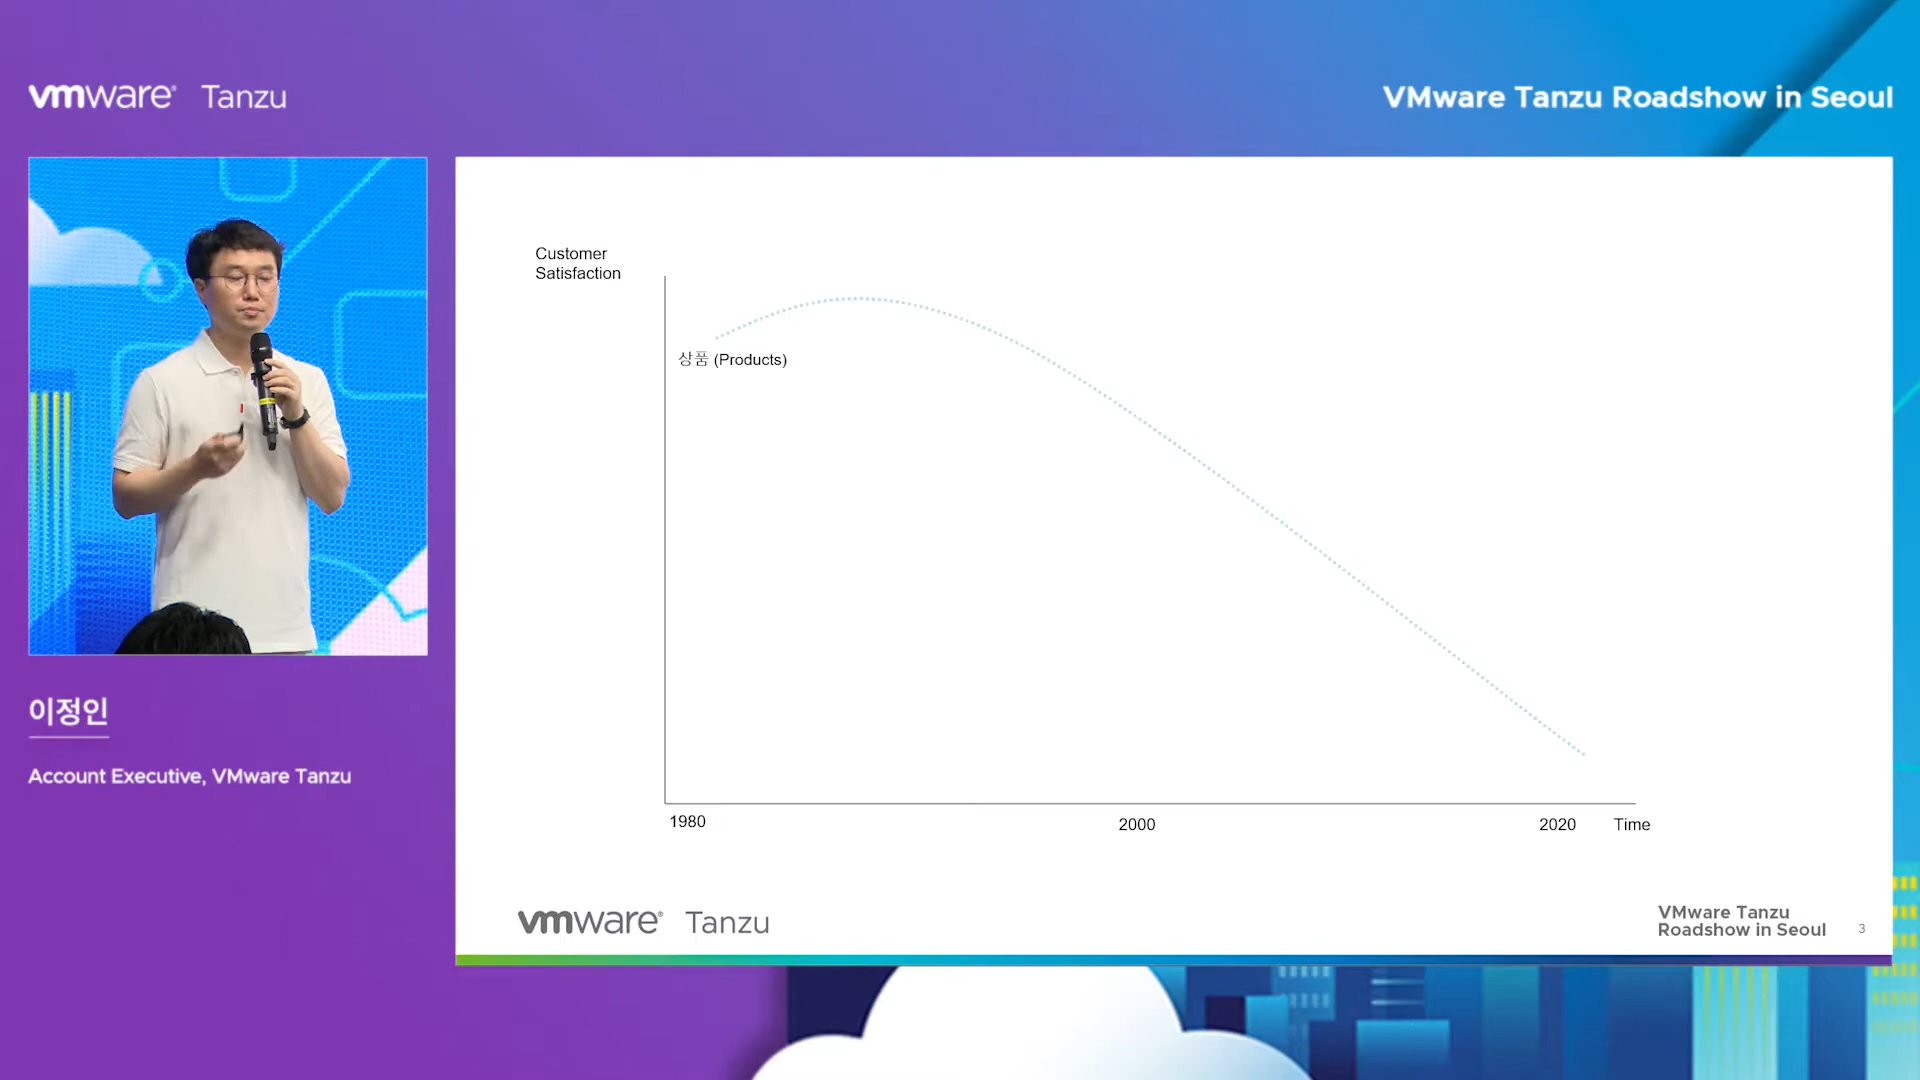 vmware® Tanzu
VMware Tanzu Roadshow in Seoul
이정인
Account Executive, VMware Tanzu
Customer
Satisfaction
상품 (Products)
1980
2000
2020
Time
vmware® Tanzu
VMware Tanzu
Roadshow in Seoul
3